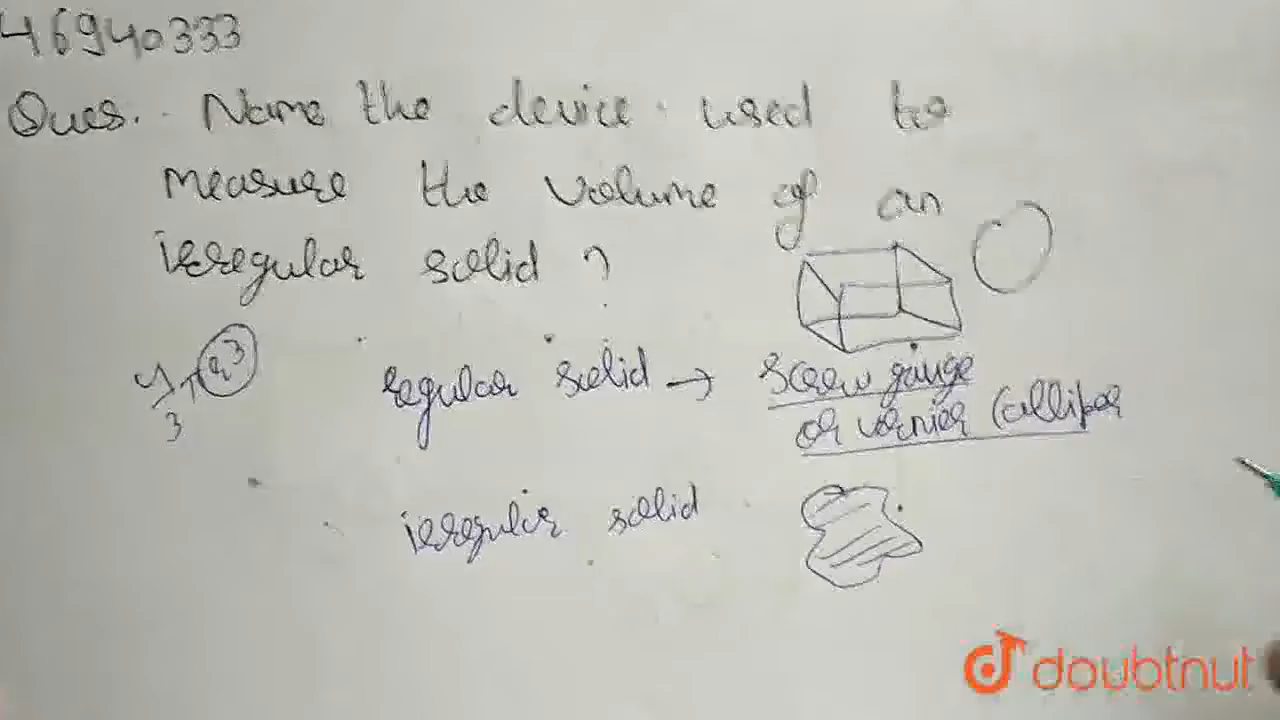 46940333
Ques. Name the device used to
measure the volume of an
irregular solid ?
4/3 π r³
regular solid → screw gauge
or vernier Calliper
irregular solid
doubtnut